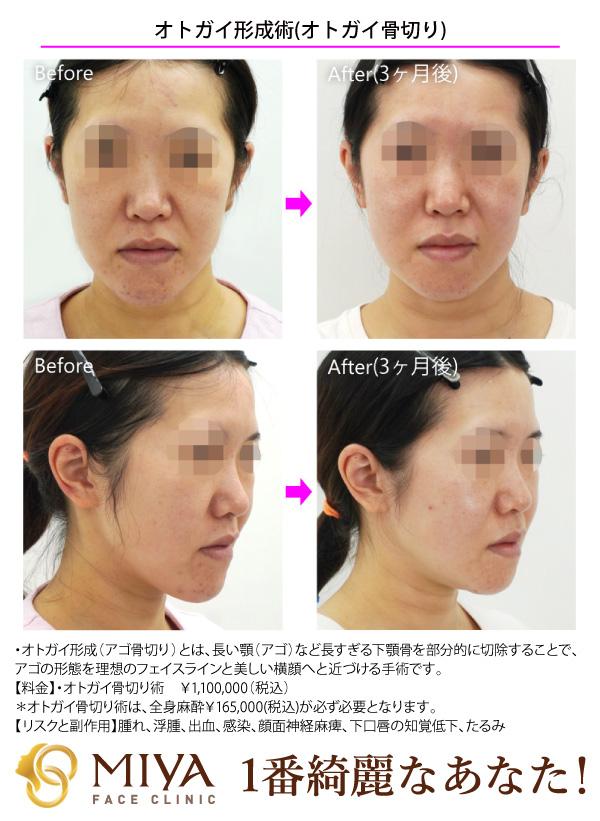 オトガイ形成術(オトガイ骨切り)
Before
After(3ヶ月後)
Before
After(3ヶ月後)
・オトガイ形成（アゴ骨切り）とは、長い顎（アゴ）など長すぎる下顎骨を部分的に切除することで、
アゴの形態を理想のフェイスラインと美しい横顔へと近づける手術です。
【料金】・オトガイ骨切り術　￥1,100,000（税込）
＊オトガイ骨切り術は、全身麻酔￥165,000(税込)が必ず必要となります。
【リスクと副作用】腫れ、浮腫、出血、感染、顔面神経麻痺、下口唇の知覚低下、たるみ
MIYA
FACE CLINIC
1番綺麗なあなた！